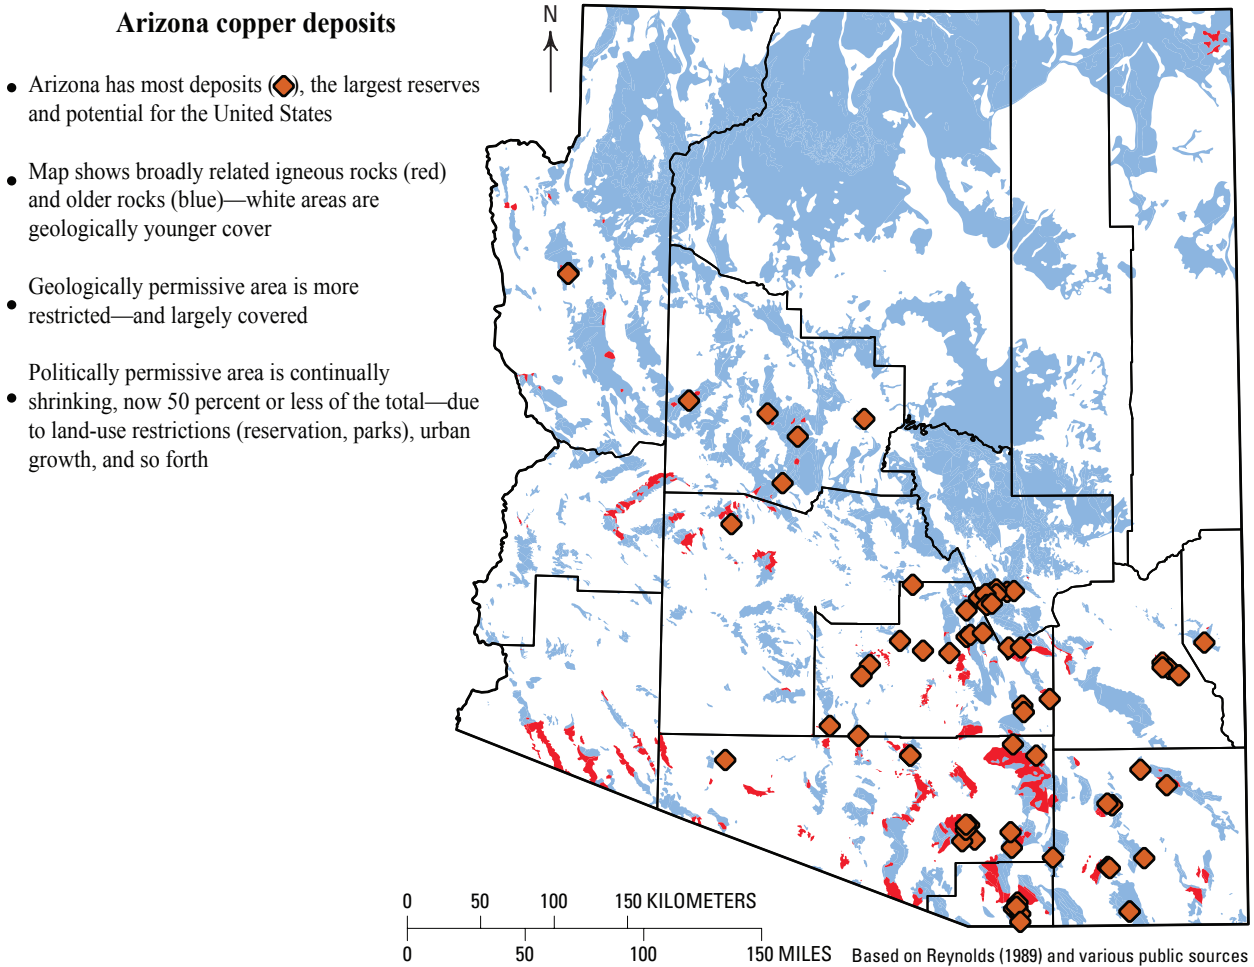 Arizona copper deposits
N
• Arizona has most deposits (), the largest reserves
and potential for the United States
• Map shows broadly related igneous rocks (red)
and older rocks (blue)—white areas are
geologically younger cover
• Geologically permissive area is more
restricted—and largely covered
• Politically permissive area is continually
shrinking, now 50 percent or less of the total—due
to land-use restrictions (reservation, parks), urban
growth, and so forth
0 50 100 150 KILOMETERS
0 50 100 150 MILES
Based on Reynolds (1989) and various public sources